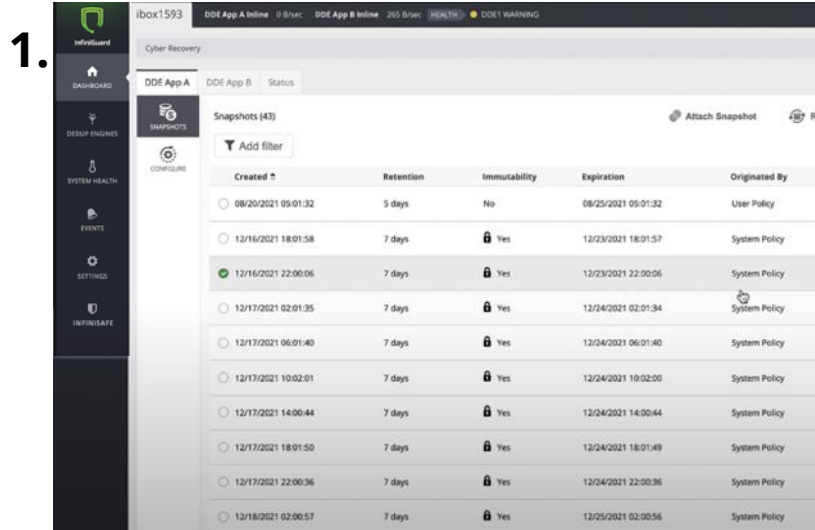 1.
InfiniGuard
DASHBOARD
DEDUP ENGINES
SYSTEM HEALTH
EVENTS
SETTINGS
INFINISAFE
ibox1593 DDE App A Inline 0 B/sec DDE App B Inline 265 B/sec HEALTH DDE1 WARNING
Cyber Recovery
DDE App A DDE App B Status
SNAPSHOTS
CONFIGURE
Snapshots (43) Attach Snapshot R
Add filter
Created Retention Immutability Expiration Originated By
08/20/2021 05:01:32 5 days No 08/25/2021 05:01:32 User Policy
12/16/2021 18:01:58 7 days Yes 12/23/2021 18:01:57 System Policy
12/16/2021 22:00:06 7 days Yes 12/23/2021 22:00:06 System Policy
12/17/2021 02:01:35 7 days Yes 12/24/2021 02:01:34 System Policy
12/17/2021 06:01:40 7 days Yes 12/24/2021 06:01:40 System Policy
12/17/2021 10:02:01 7 days Yes 12/24/2021 10:02:00 System Policy
12/17/2021 14:00:44 7 days Yes 12/24/2021 14:00:44 System Policy
12/17/2021 18:01:50 7 days Yes 12/24/2021 18:01:49 System Policy
12/17/2021 22:00:36 7 days Yes 12/24/2021 22:00:36 System Policy
12/18/2021 02:00:57 7 days Yes 12/25/2021 02:00:56 System Policy